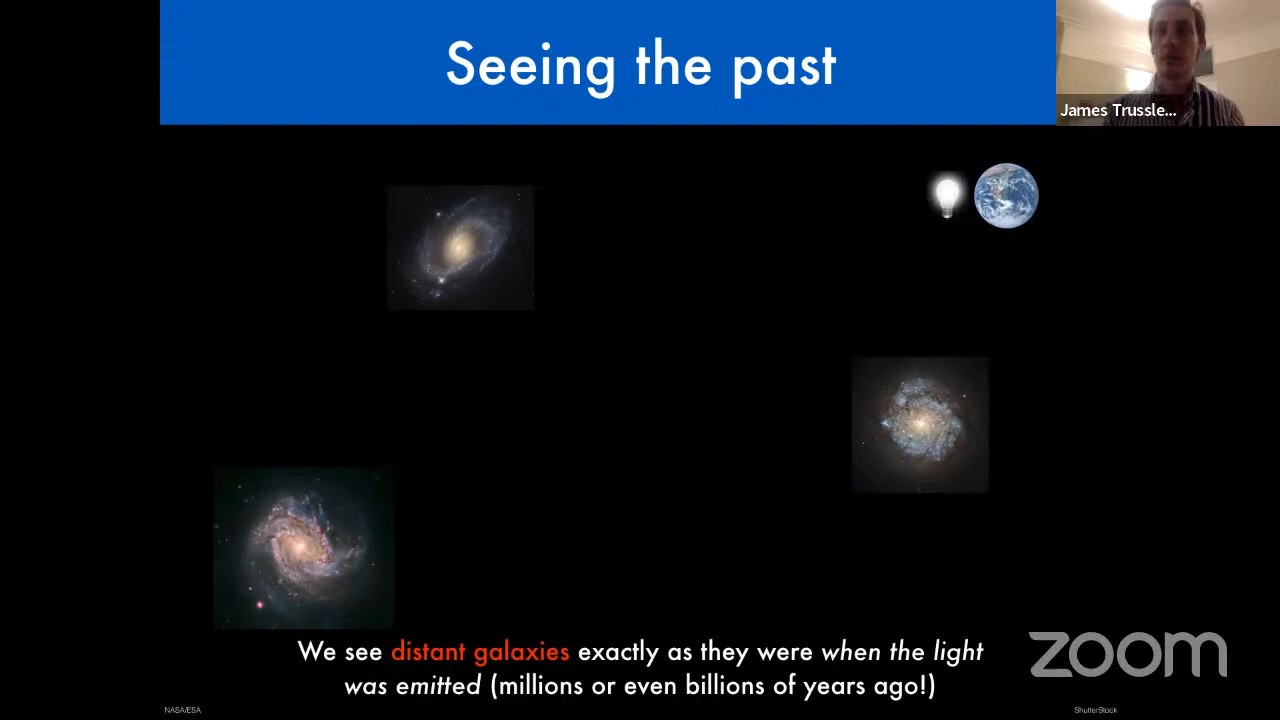 Seeing the past
James Trussle...
We see distant galaxies exactly as they were when the light
was emitted (millions or even billions of years ago!)
zoom
NASA/ESA
ShutterStock